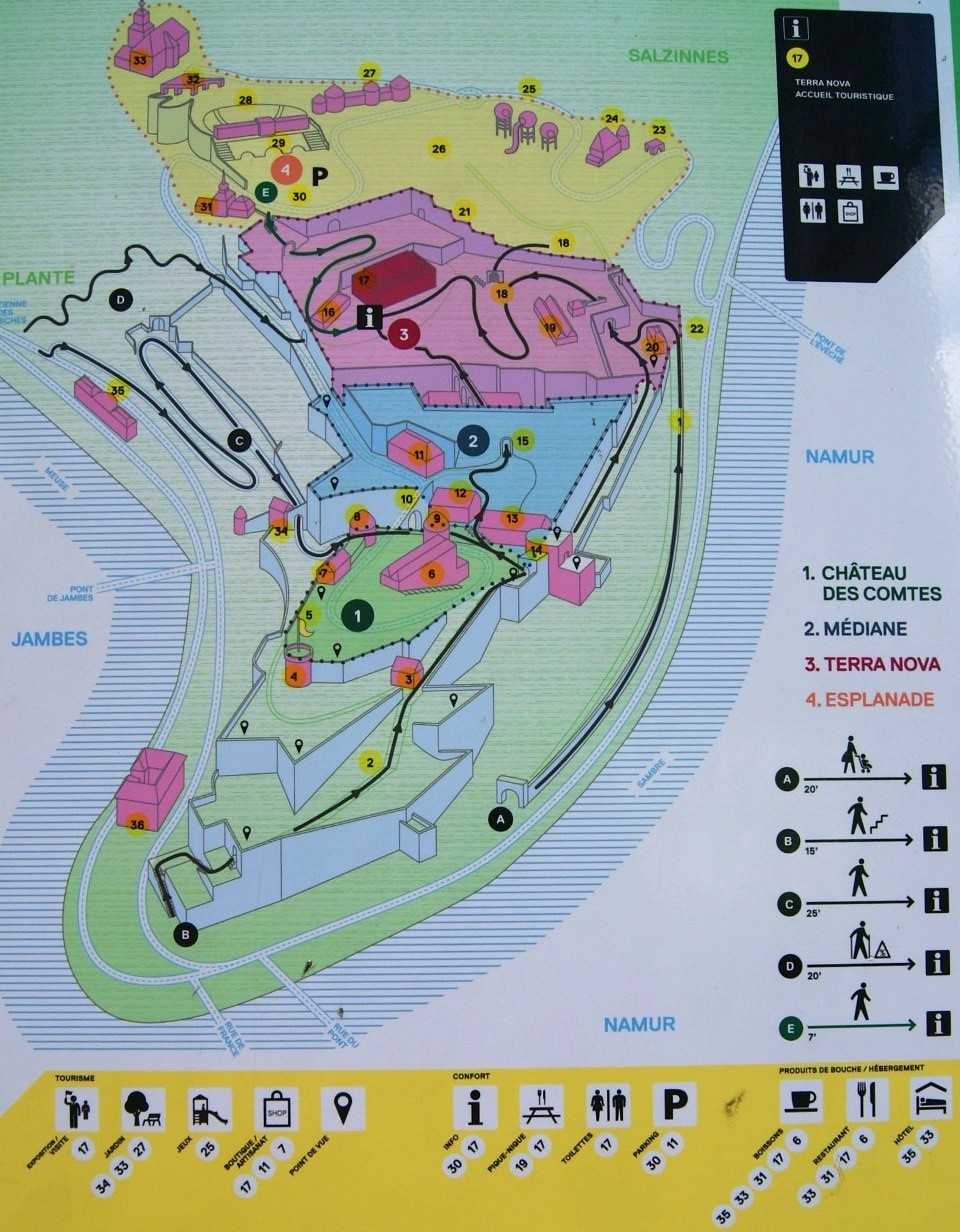 SALZINNES
i
17
TERRA NOVA
ACCUEIL TOURISTIQUE
SHOP
33
32
27
28
25
24
23
29
26
4
P
E
30
31
21
18
PLANTE
D
17
18
16
i
3
19
20
22
PONT DE
L'EVÊCHÉ
35
C
2
11
15
1
NAMUR
MEUSE
10
12
8
9
13
34
14
7
6
PONT
DE JAMBES
5
1
JAMBES
4
3
2
SAMBRE
36
A
B
RUE DE
FRANCE
RUE DU
PONT
NAMUR
1. CHÂTEAU
DES COMTES
2. MÉDIANE
3. TERRA NOVA
4. ESPLANADE
A
20'
i
B
15'
i
C
25'
i
D
20'
i
E
7'
i
TOURISME
SHOP
EXPOSITION /
VISITE
17
JARDIN
34 33 27
JEUX
25
BOUTIQUE /
ARTISANAT
17 11 7
POINT DE VUE
CONFORT
i
P
INFO
30 17
PIQUE-NIQUE
19 17
TOILETTES
17
PARKING
30 11
PRODUITS DE BOUCHE / HÉBERGEMENT
BOISSONS
35 33 31 17 6
RESTAURANT
33 31 17 6
HÔTEL
35 33